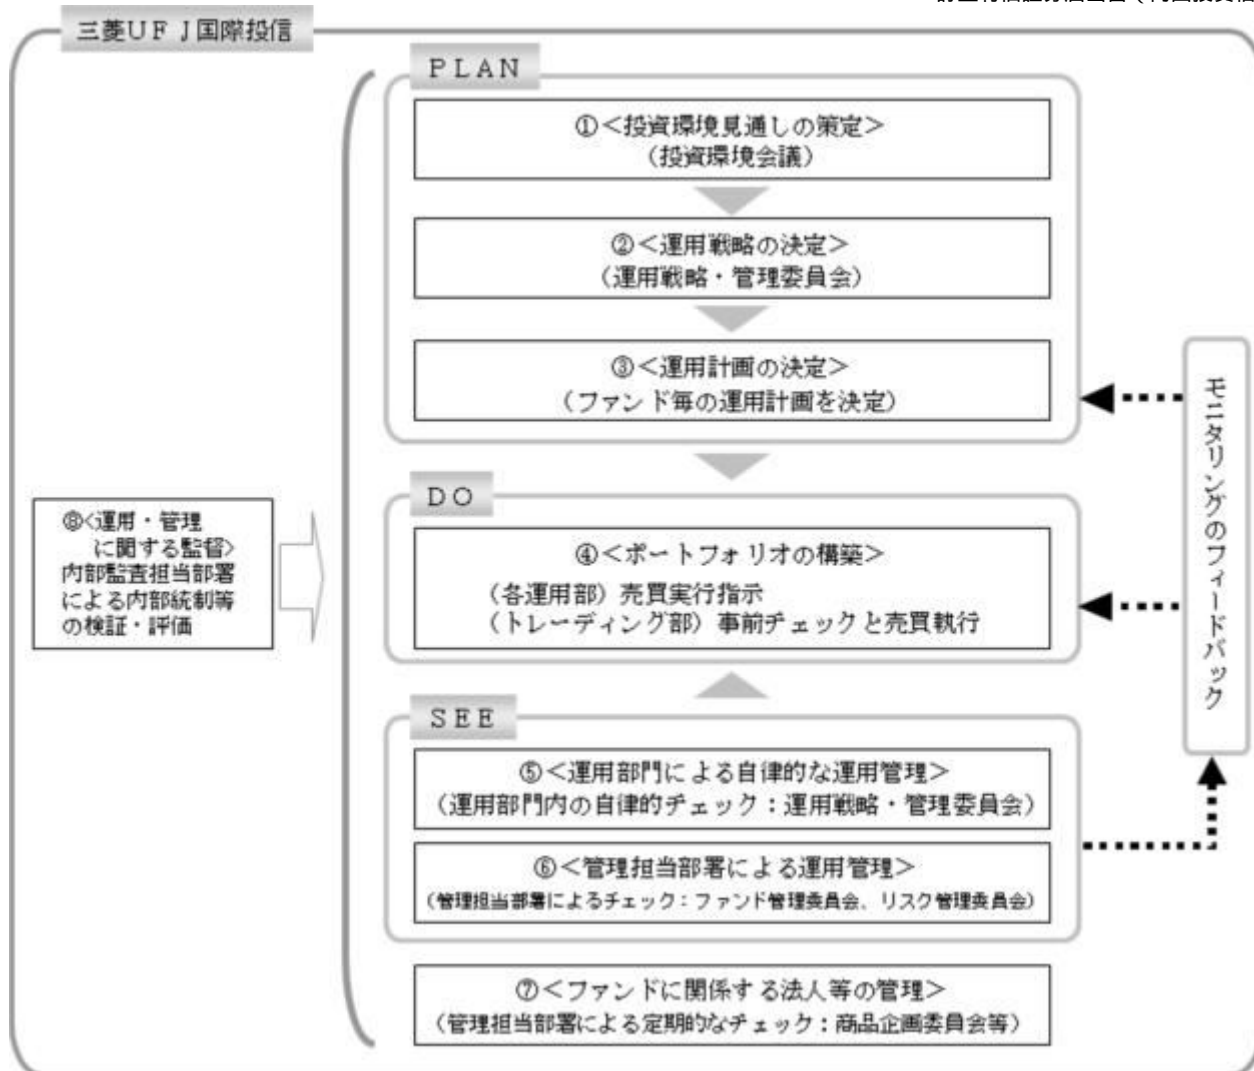 三菱ＵＦＪ国際投信
ＰＬＡＮ
①＜投資環境見通しの策定＞
（投資環境会議）
②＜運用戦略の決定＞
（運用戦略・管理委員会）
③＜運用計画の決定＞
（ファンド毎の運用計画を決定）
ＤＯ
④＜ポートフォリオの構築＞
（各運用部）売買実行指示
（トレーディング部）事前チェックと売買執行
ＳＥＥ
⑤＜運用部門による自律的な運用管理＞
（運用部門内の自律的チェック：運用戦略・管理委員会）
⑥＜管理担当部署による運用管理＞
（管理担当部署によるチェック：ファンド管理委員会、リスク管理委員会）
⑦＜ファンドに関係する法人等の管理＞
（管理担当部署による定期的なチェック：商品企画委員会等）
⑧＜運用・管理
に関する監督＞
内部監査担当部署
による内部統制等
の検証・評価
モニタリングのフィードバック